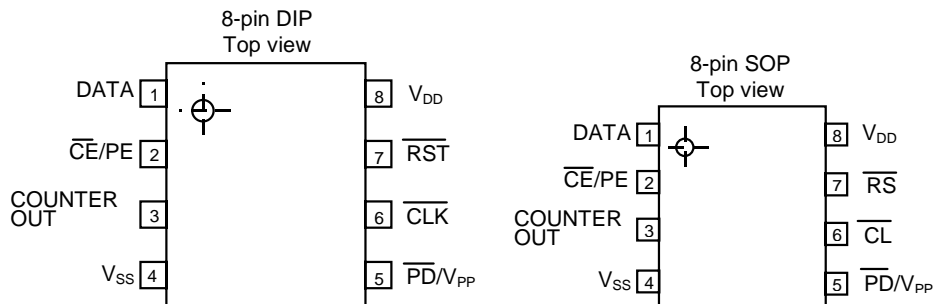 8-pin DIP
Top view
DATA 1
8 VDD
CE/PE 2
7 RST
COUNTER
OUT 3
6 CLK
VSS 4
5 PD/VPP
8-pin SOP
Top view
DATA 1
8 VDD
CE/PE 2
7 RS
COUNTER
OUT 3
6 CL
VSS 4
5 PD/VPP